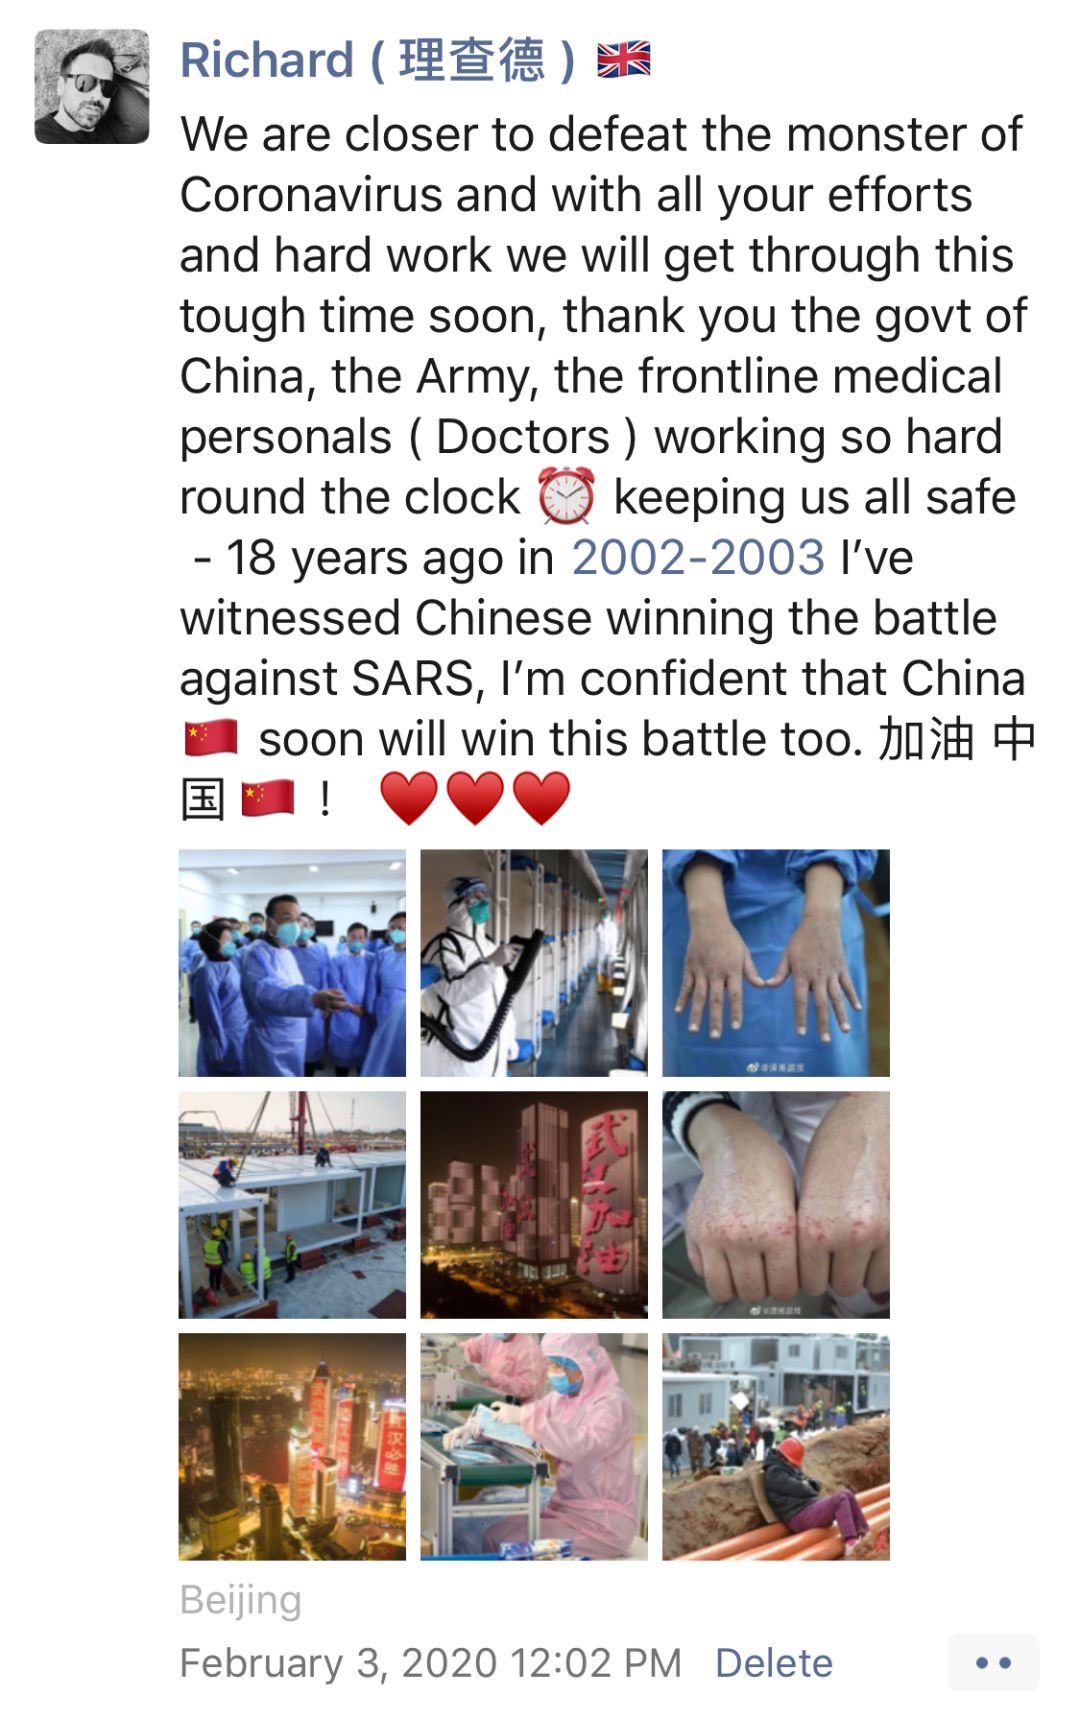 Richard ( 理查德 ) 🇬🇧
We are closer to defeat the monster of
Coronavirus and with all your efforts
and hard work we will get through this
tough time soon, thank you the govt of
China, the Army, the frontline medical
personals ( Doctors ) working so hard
round the clock ⏰ keeping us all safe
- 18 years ago in 2002-2003 I’ve
witnessed Chinese winning the battle
against SARS, I’m confident that China
🇨🇳 soon will win this battle too. 加油 中
国 🇨🇳 ! ♥️♥️♥️
武汉加油
汉必胜
Beijing
February 3, 2020 12:02 PM Delete